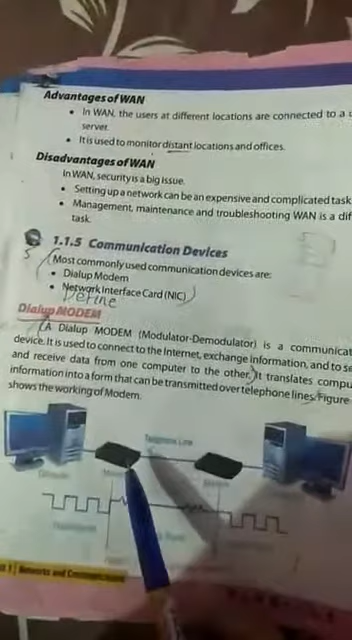 Advantages of WAN
• In WAN, the users at different locations are connected to a
server.
• It is used to monitor distant locations and offices.
Disadvantages of WAN
In WAN, security is a big issue.
• Setting up a network can be an expensive and complicated task
• Management, maintenance and troubleshooting WAN is a dif
task.
1.1.5 Communication Devices
Most commonly used communication devices are:
• Dialup Modem
• Network Interface Card (NIC)
Define
Dialup MODEM
A Dialup MODEM (Modulator-Demodulator) is a communicat
device. It is used to connect to the Internet, exchange information, and to se
and receive data from one computer to the other. It translates compu
information into a form that can be transmitted over telephone lines. Figure
shows the working of Modem.
Telephone Line
Networks and Communication